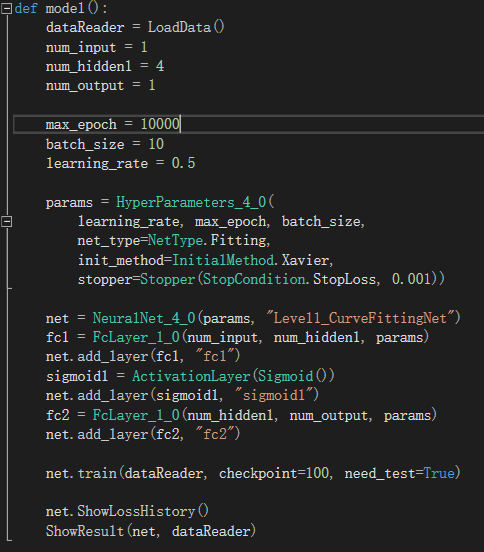 def model():
    dataReader = LoadData()
    num_input = 1
    num_hidden1 = 4
    num_output = 1
    max_epoch = 10000
    batch_size = 10
    learning_rate = 0.5
    params = HyperParameters_4_0(
        learning_rate, max_epoch, batch_size,
        net_type=NetType.Fitting,
        init_method=InitialMethod.Xavier,
        stopper=Stopper(StopCondition.StopLoss, 0.001))
    net = NeuralNet_4_0(params, "Level1_CurveFittingNet")
    fc1 = FcLayer_1_0(num_input, num_hidden1, params)
    net.add_layer(fc1, "fc1")
    sigmoid1 = ActivationLayer(Sigmoid())
    net.add_layer(sigmoid1, "sigmoid1")
    fc2 = FcLayer_1_0(num_hidden1, num_output, params)
    net.add_layer(fc2, "fc2")
    net.train(dataReader, checkpoint=100, need_test=True)
    net.ShowLossHistory()
    ShowResult(net, dataReader)